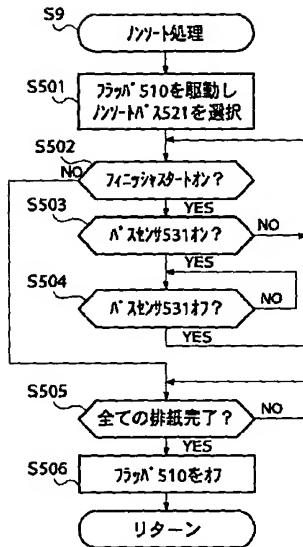 S9
ノンソート処理
S501
フラッパ510を駆動し
ノンソートパス521を選択
S502
NO
フィニッシャスタートオン?
S503
YES
パスセンサ531オン?
NO
YES
S504
パスセンサ531オフ?
NO
YES
S505
全ての排紙完了?
NO
YES
S506
フラッパ510をオフ
リターン